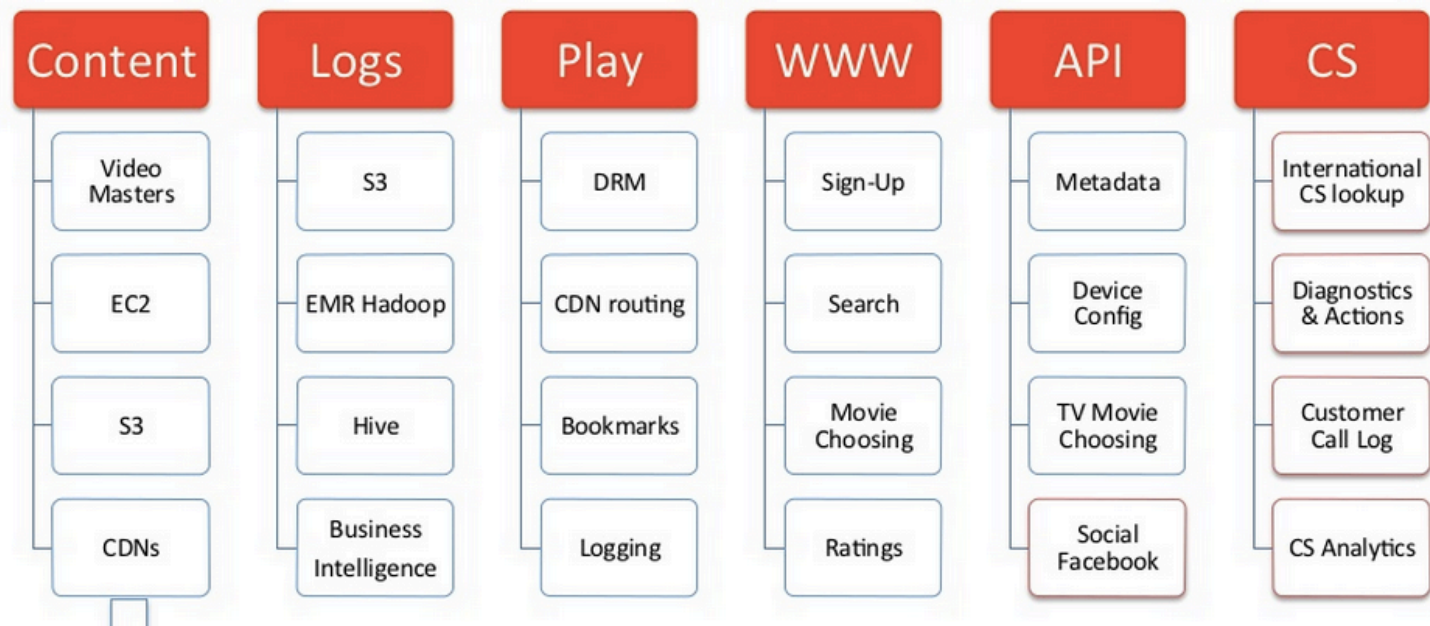 Content
Video
Masters
EC2
S3
CDNs
Logs
S3
EMR Hadoop
Hive
Business
Intelligence
Play
DRM
CDN routing
Bookmarks
Logging
WWW
Sign-Up
Search
Movie
Choosing
Ratings
API
Metadata
Device
Config
TV Movie
Choosing
Social
Facebook
CS
International
CS lookup
Diagnostics
& Actions
Customer
Call Log
CS Analytics